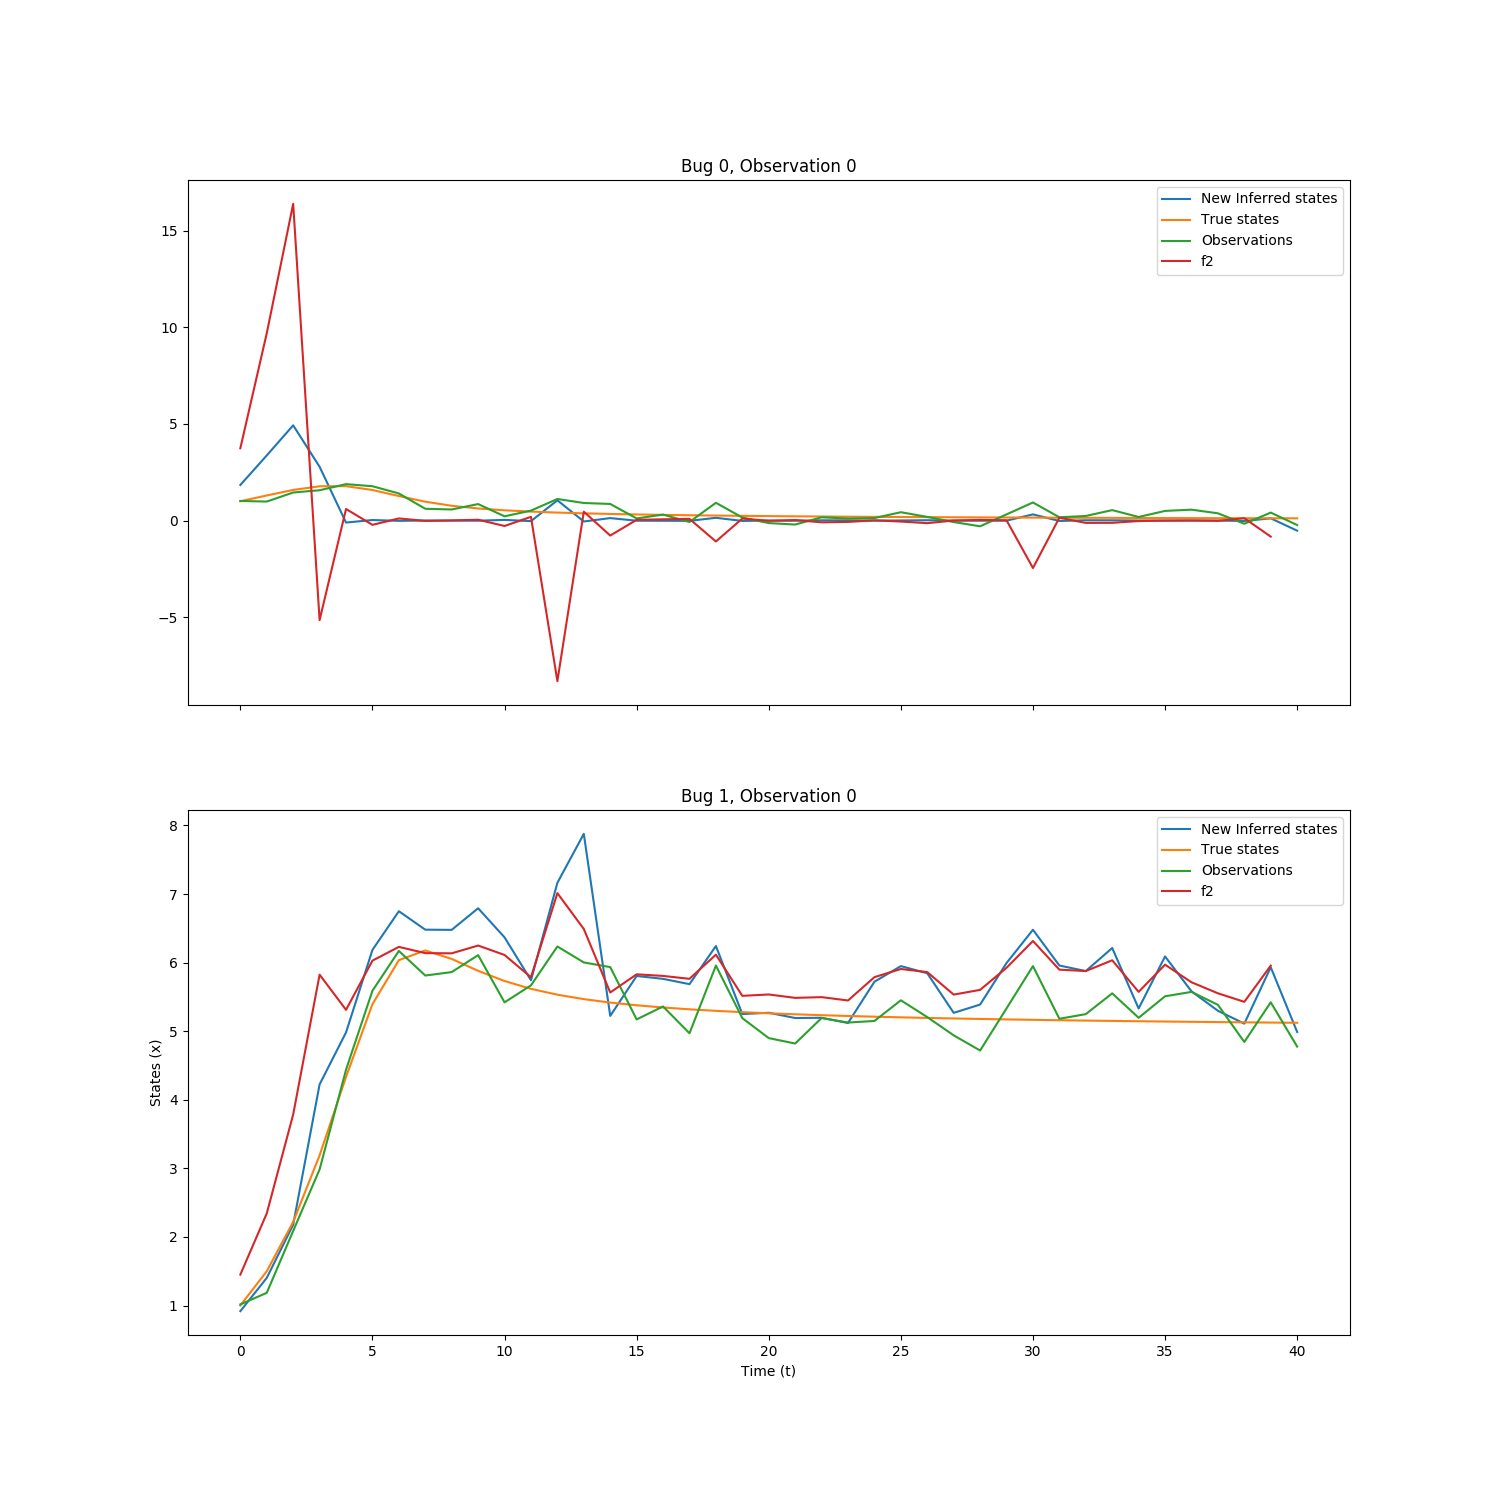 Bug 0, Observation 0
New Inferred states
True states
Observations
f2
15
10
5
0
−5
Bug 1, Observation 0
New Inferred states
True states
Observations
f2
8
7
6
5
4
3
2
1
States (x)
0 5 10 15 20 25 30 35 40
Time (t)